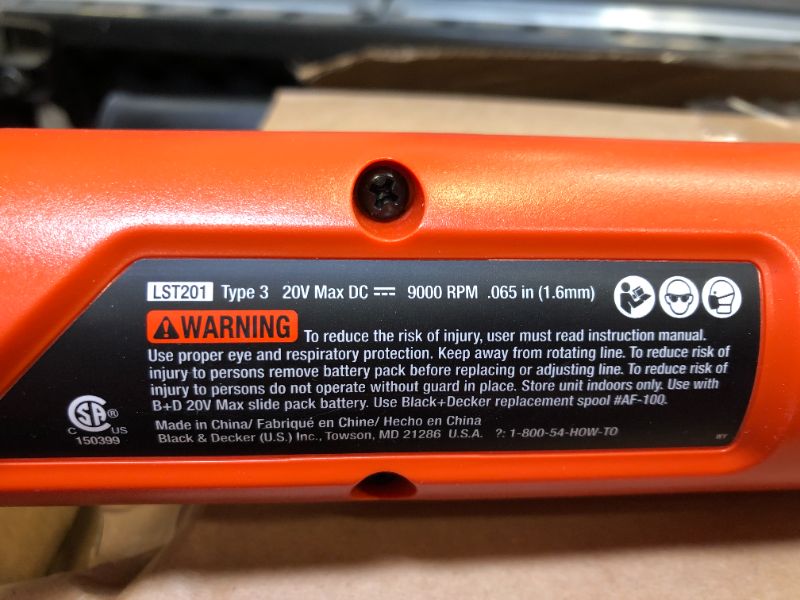 LST201 Type 3 20V Max DC 9000 RPM .065 in (1.6mm)
WARNING To reduce the risk of injury, user must read instruction manual.
Use proper eye and respiratory protection. Keep away from rotating line. To reduce risk of
injury to persons remove battery pack before replacing or adjusting line. To reduce risk of
injury to persons do not operate without guard in place. Store unit indoors only. Use with
B+D 20V Max slide pack battery. Use Black+Decker replacement spool #AF-100.
Made in China/ Fabriqué en Chine/ Hecho en China
Black & Decker (U.S.) Inc., Towson, MD 21286 U.S.A. ?: 1-800-54-HOW-TO
CSA ®
C US
150399